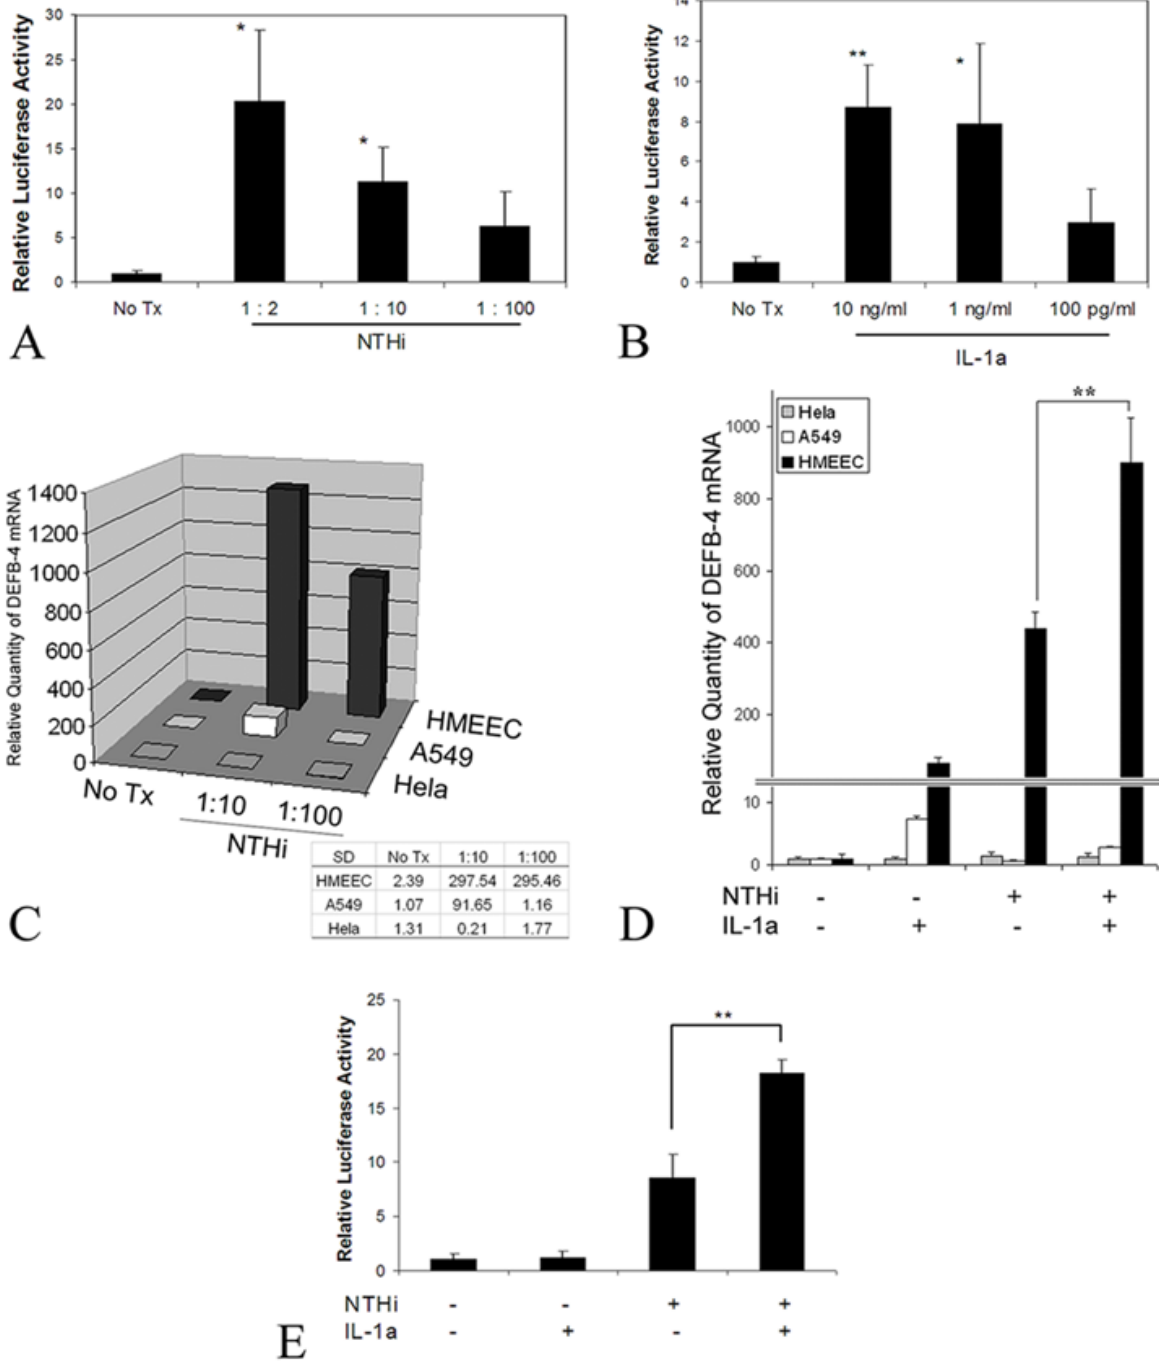 Relative Luciferase Activity
30
25
20
15
10
5
0
*
*
No Tx 1 : 2 1 : 10 1 : 100
NTHi
A
Relative Luciferase Activity
14
12
10
8
6
4
2
0
**
*
No Tx 10 ng/ml 1 ng/ml 100 pg/ml
IL-1a
B
Relative Quantity of DEFB-4 mRNA
1400
1200
1000
800
600
400
200
0
HMEEC
A549
Hela
No Tx 1:10 1:100
NTHi
SD No Tx 1:10 1:100
HMEEC 2.39 297.54 295.46
A549 1.07 91.65 1.16
Hela 1.31 0.21 1.77
C
Relative Quantity of DEFB-4 mRNA
Hela
A549
HMEEC
**
1000
800
600
400
200
10
0
NTHi - - + +
IL-1a - + - +
D
Relative Luciferase Activity
25
20
15
10
5
0
**
NTHi - - + +
IL-1a - + - +
E